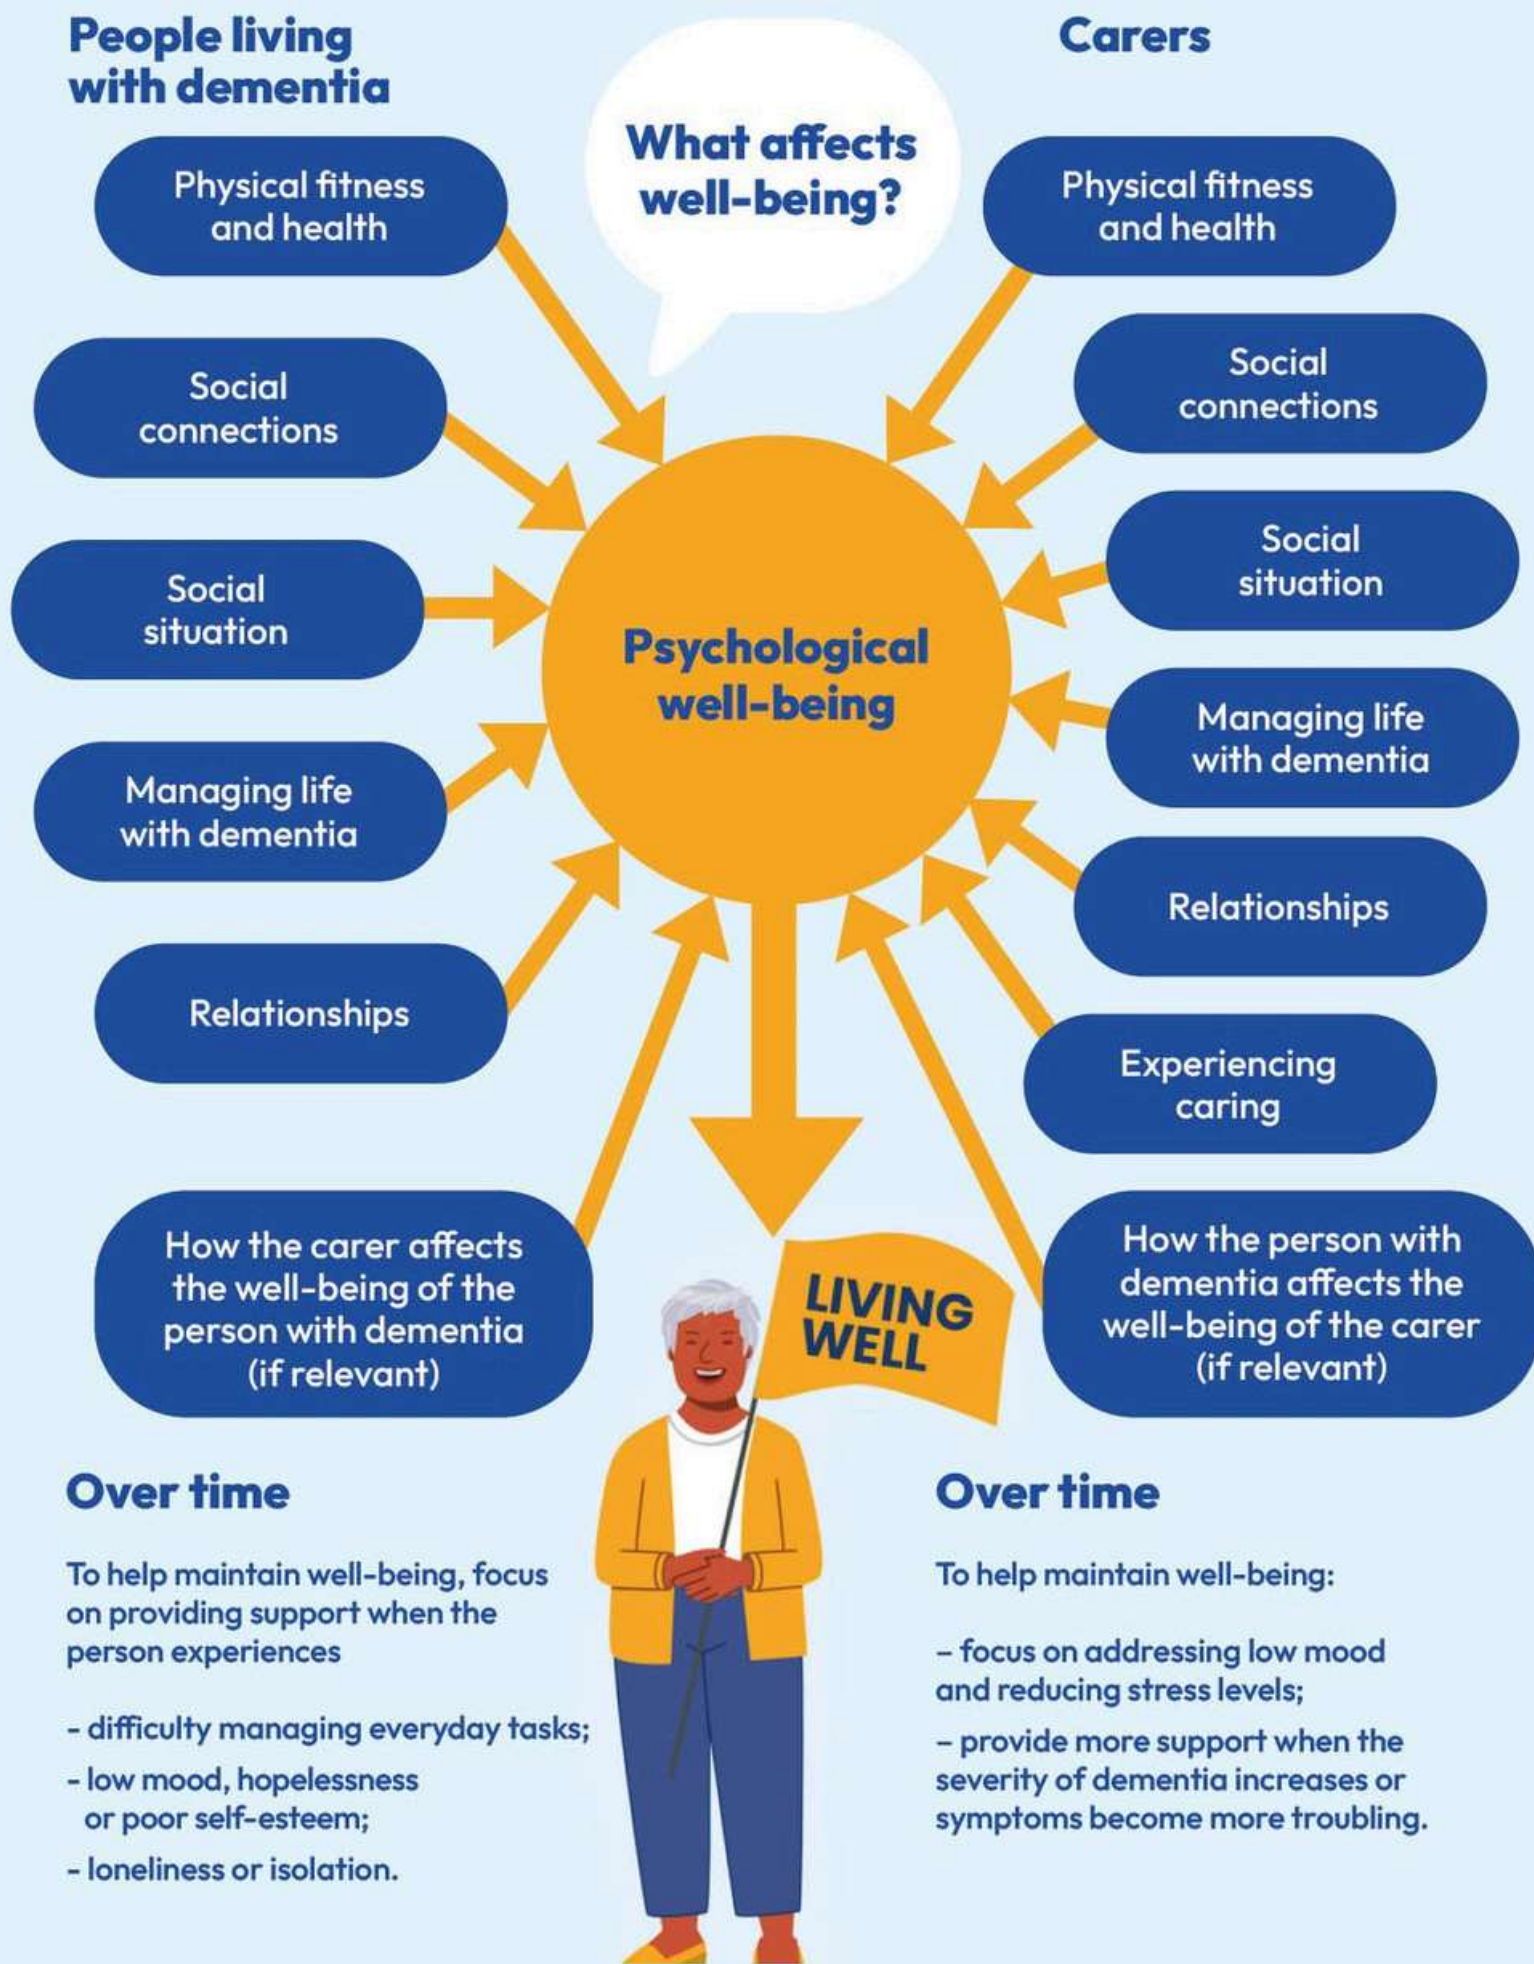 People living
with dementia
Physical fitness
and health
Social
connections
Social
situation
Managing life
with dementia
Relationships
How the carer affects
the well-being of the
person with dementia
(if relevant)
What affects
well-being?
Psychological
well-being
LIVING
WELL
Carers
Physical fitness
and health
Social
connections
Social
situation
Managing life
with dementia
Relationships
Experiencing
caring
How the person with
dementia affects the
well-being of the carer
(if relevant)
Over time
To help maintain well-being, focus
on providing support when the
person experiences
- difficulty managing everyday tasks;
- low mood, hopelessness
or poor self-esteem;
- loneliness or isolation.
Over time
To help maintain well-being:
– focus on addressing low mood
and reducing stress levels;
– provide more support when the
severity of dementia increases or
symptoms become more troubling.